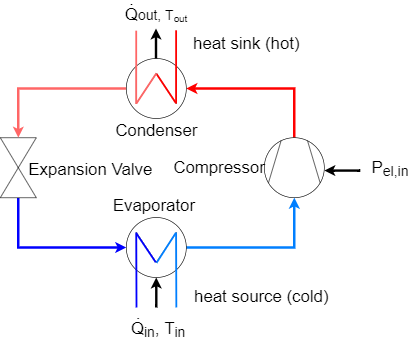 Q̇out, Tout
heat sink (hot)
Condenser
Expansion Valve
Compressor
Pel,in
Evaporator
heat source (cold)
Q̇in, Tin